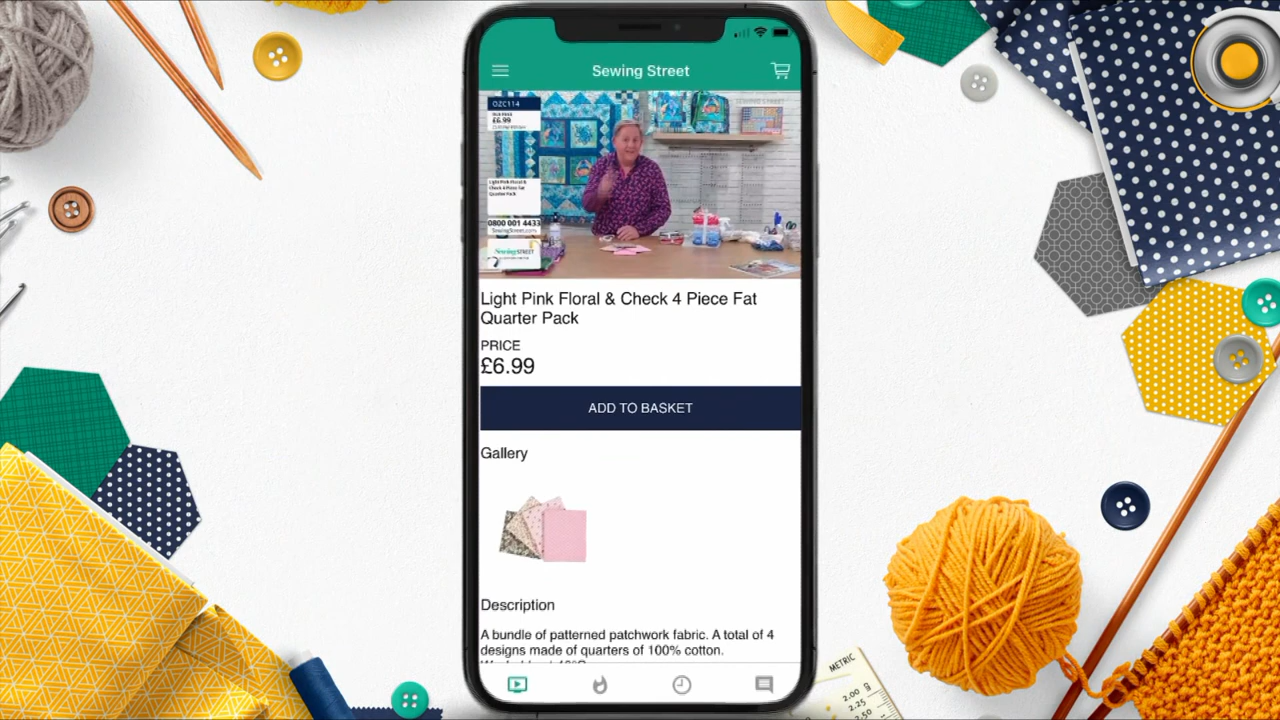 Sewing Street
OZC114
£6.99
Light Pink Floral &
Check 4 Piece Fat
Quarter Pack
0800 001 4433
SewingStreet.com
Sewing STREET
Light Pink Floral & Check 4 Piece Fat
Quarter Pack
PRICE
£6.99
ADD TO BASKET
Gallery
Description
A bundle of patterned patchwork fabric. A total of 4
designs made of quarters of 100% cotton.
METRIC
2.00 g
2.25
2.50